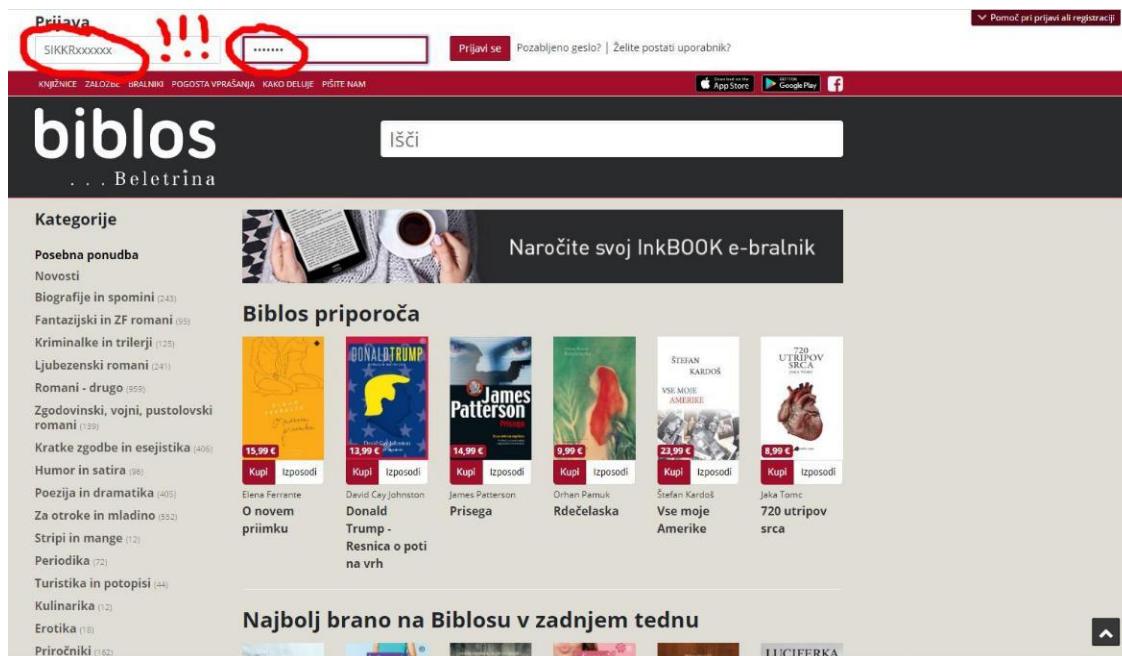 Prijava
Pomoč pri prijavi ali registraciji
SIKKRxxxxxx
!!!
•••••••
Prijavi se
Pozabljeno geslo? | Želite postati uporabnik?
KNJIŽNICE ZALOŽBE BRALNIKI POGOSTA VPRAŠANJA KAKO DELUJE PIŠITE NAM
App Store
Google Play
f
biblos
. . . Beletrina
Išči
Kategorije
Posebna ponudba
Novosti
Biografije in spomini (243)
Fantazijski in ZF romani (95)
Kriminalke in trilerji (125)
Ljubezenski romani (241)
Romani - drugo (959)
Zgodovinski, vojni, pustolovski
romani (139)
Kratke zgodbe in esejistika (406)
Humor in satira (96)
Poezija in dramatika (405)
Za otroke in mladino (552)
Stripi in mange (12)
Periodika (72)
Turistika in potopisi (44)
Kulinarika (12)
Erotika (18)
Priročniki (162)
Naročite svoj InkBOOK e-bralnik
Biblos priporoča
15,99 €
Kupi Izposodi
Elena Ferrante
O novem
priimku
DONALD TRUMP
David Cay Johnston
13,99 €
Kupi Izposodi
David Cay Johnston
Donald
Trump -
Resnica o poti
na vrh
James
Patterson
Prisega
14,99 €
Kupi Izposodi
James Patterson
Prisega
9,99 €
Kupi Izposodi
Orhan Pamuk
Rdečelaska
ŠTEFAN
KARDOŠ
VSE MOJE
AMERIKE
23,99 €
Kupi Izposodi
Štefan Kardoš
Vse moje
Amerike
720
UTRIPOV
SRCA
JAKA TOMC
8,99 €
Kupi Izposodi
Jaka Tomc
720 utripov
srca
Najbolj brano na Biblosu v zadnjem tednu
LUCIFERKA